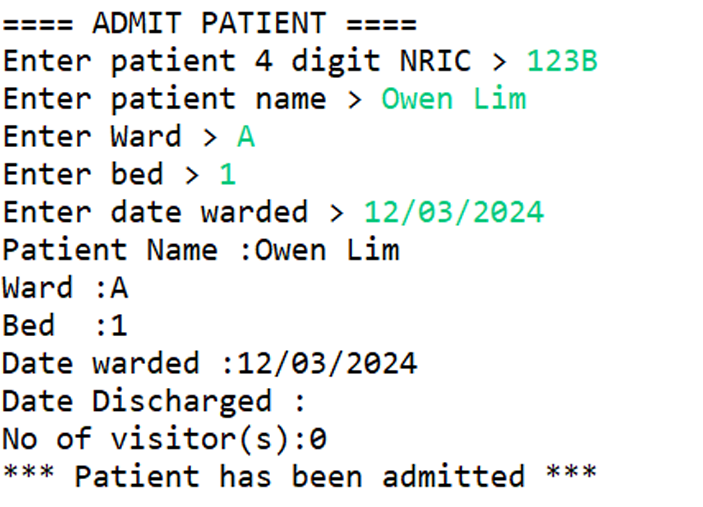 ==== ADMIT PATIENT ====
Enter patient 4 digit NRIC > 123B
Enter patient name > Owen Lim
Enter Ward > A
Enter bed > 1
Enter date warded > 12/03/2024
Patient Name :Owen Lim
Ward :A
Bed  :1
Date warded :12/03/2024
Date Discharged :
No of visitor(s):0
*** Patient has been admitted ***